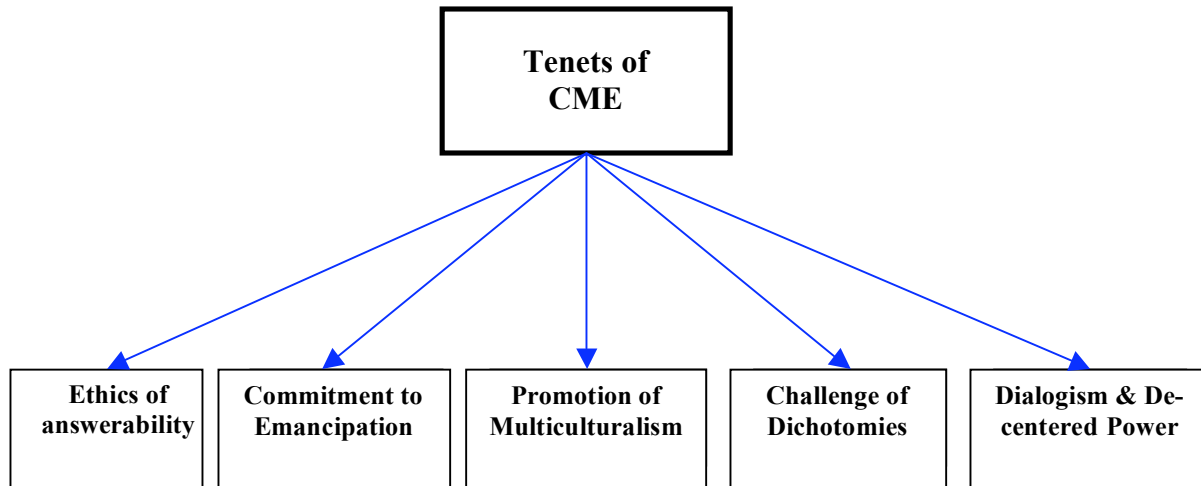 Tenets of
CME
Ethics of
answerability
Commitment to
Emancipation
Promotion of
Multiculturalism
Challenge of
Dichotomies
Dialogism & De-
centered Power